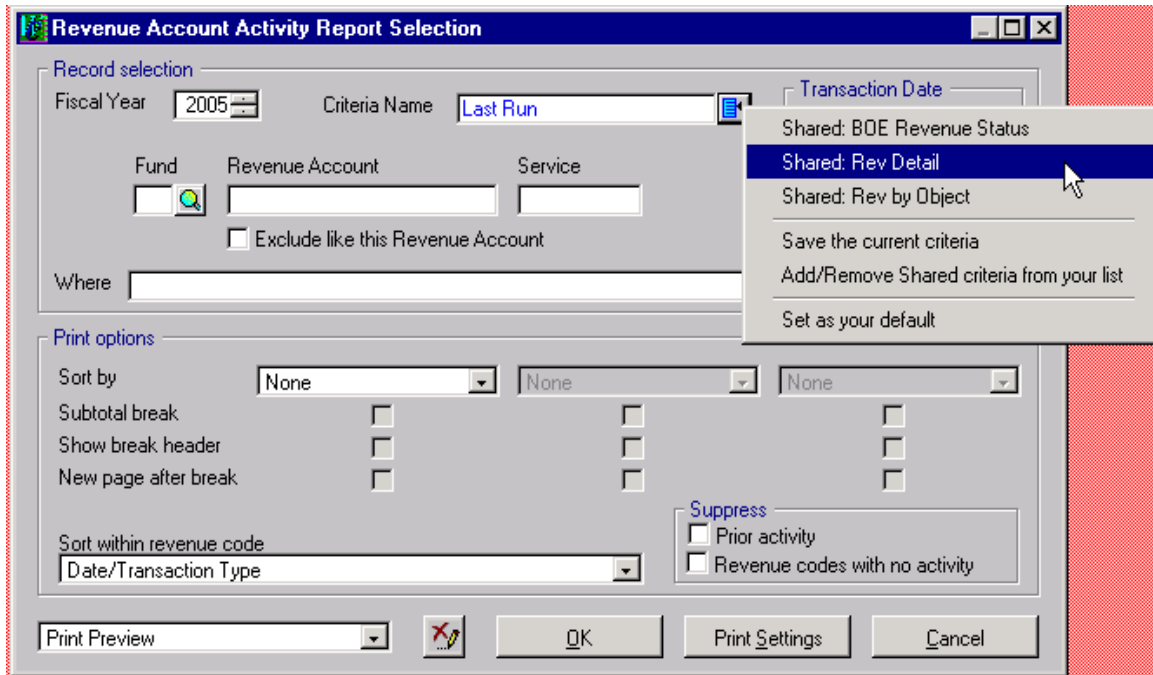 Revenue Account Activity Report Selection
Record selection
Fiscal Year 2005 Criteria Name Last Run Transaction Date
Shared: BOE Revenue Status
Shared: Rev Detail
Shared: Rev by Object
Save the current criteria
Add/Remove Shared criteria from your list
Set as your default
Fund Revenue Account Service
Exclude like this Revenue Account
Where
Print options
Sort by None None None
Subtotal break
Show break header
New page after break
Suppress
Prior activity
Revenue codes with no activity
Sort within revenue code
Date/Transaction Type
Print Preview OK Print Settings Cancel